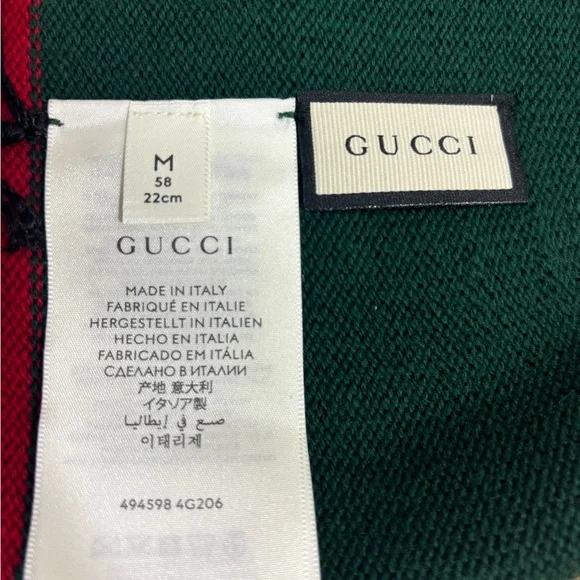 M
58
22cm
GUCCI
GUCCI
MADE IN ITALY
FABRIQUÉ EN ITALIE
HERGESTELLT IN ITALIEN
HECHO EN ITALIA
FABRICADO EM ITÁLIA
СДЕЛАНО В ИТАЛИИ
产地 意大利
イタリア製
صنع في إيطاليا
이태리제
494598 4G206